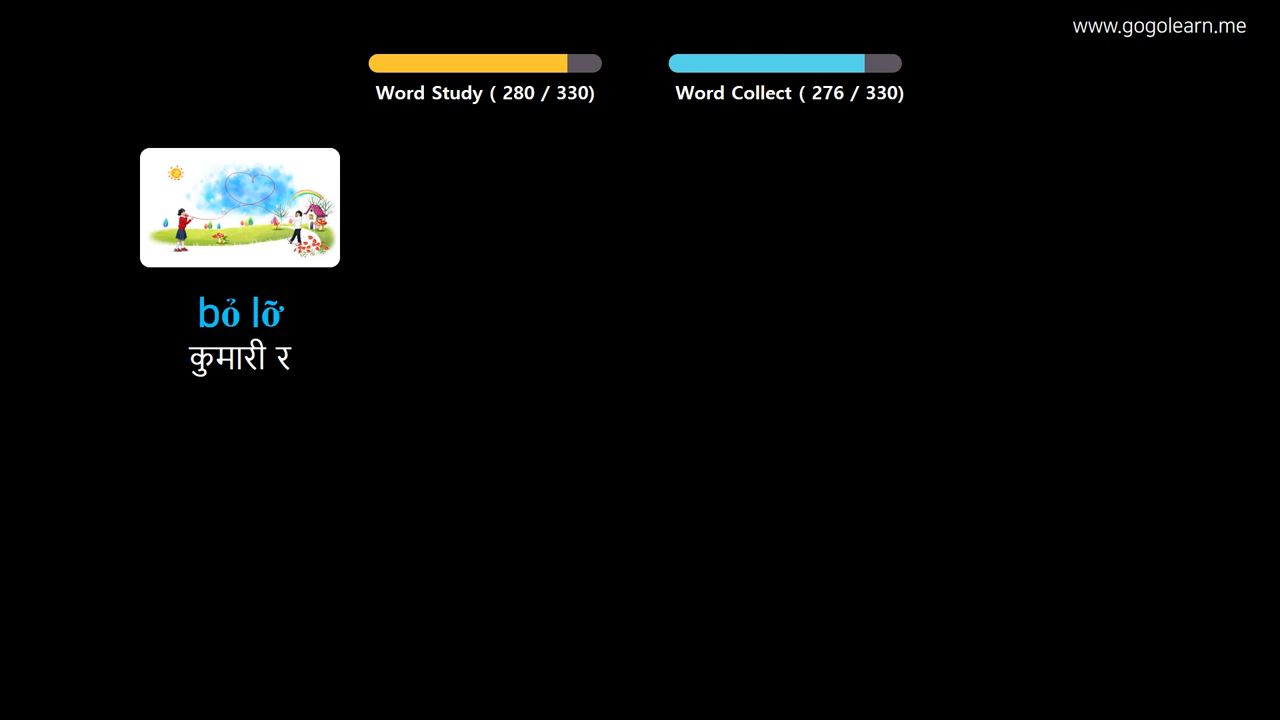 www.gogolearn.me
Word Study ( 280 / 330)
Word Collect ( 276 / 330)
bỏ lỡ
कुमारी र